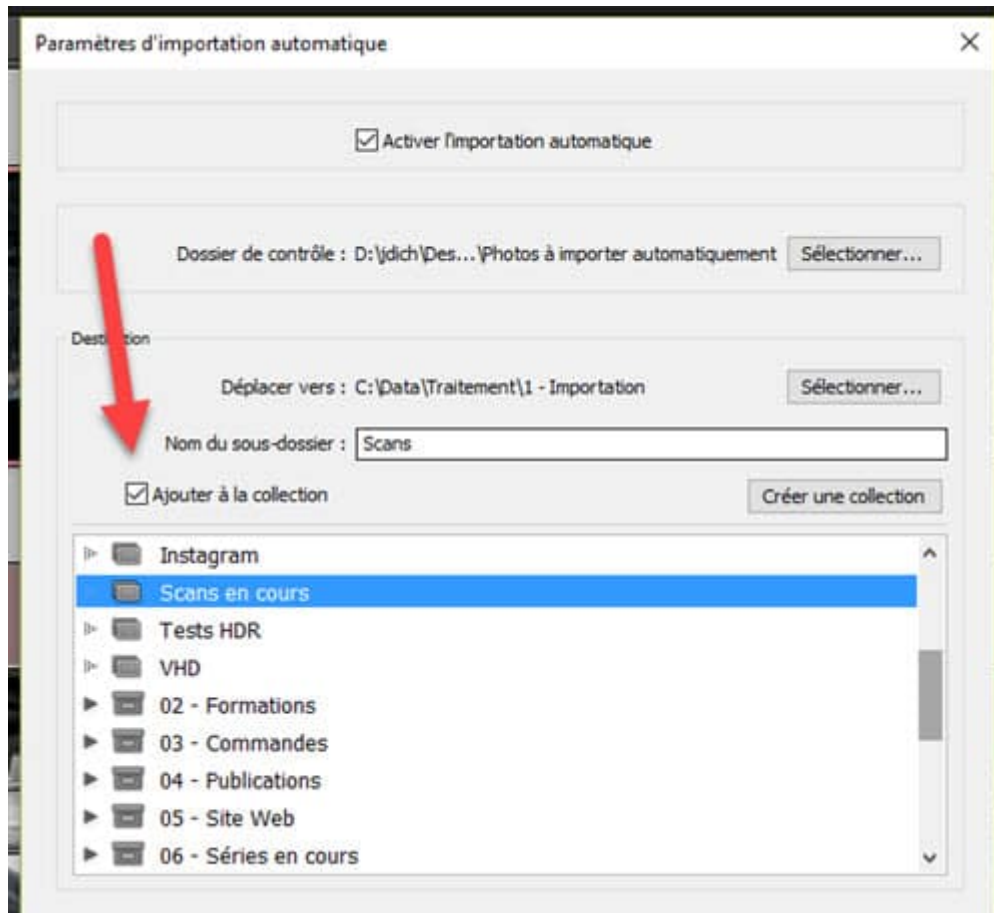 Paramètres d'importation automatique
Activer l'importation automatique
Dossier de contrôle : D:\jdich\Des...\Photos à importer automatiquement Sélectionner...
Destination
Déplacer vers : C:\Data\Traitement\1 - Importation Sélectionner...
Nom du sous-dossier : Scans
Ajouter à la collection Créer une collection
Instagram
Scans en cours
Tests HDR
VHD
02 - Formations
03 - Commandes
04 - Publications
05 - Site Web
06 - Séries en cours